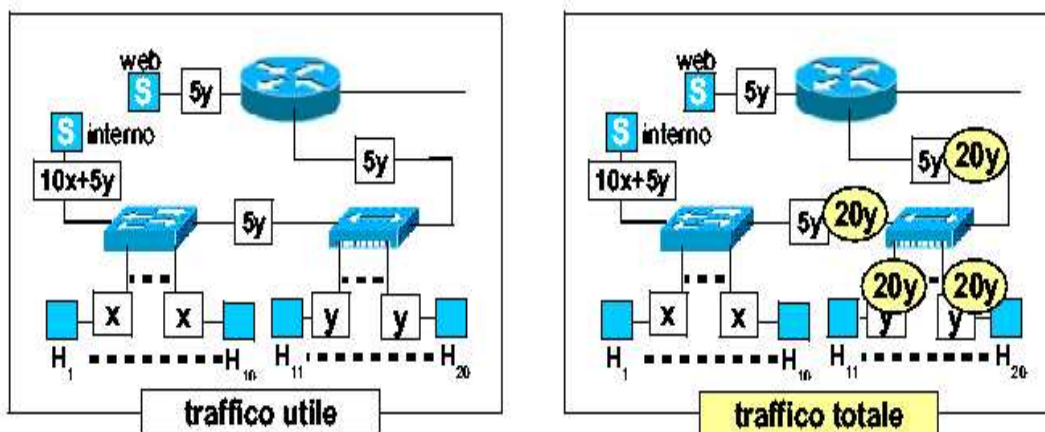 web
S
5y
S
interno
10x+5y
5y
5y
x
x
y
y
H1
H10
H11
H20
traffico utile
web
S
5y
S
interno
10x+5y
5y
20y
5y
20y
20y
20y
x
x
y
y
H1
H10
H11
H20
traffico totale